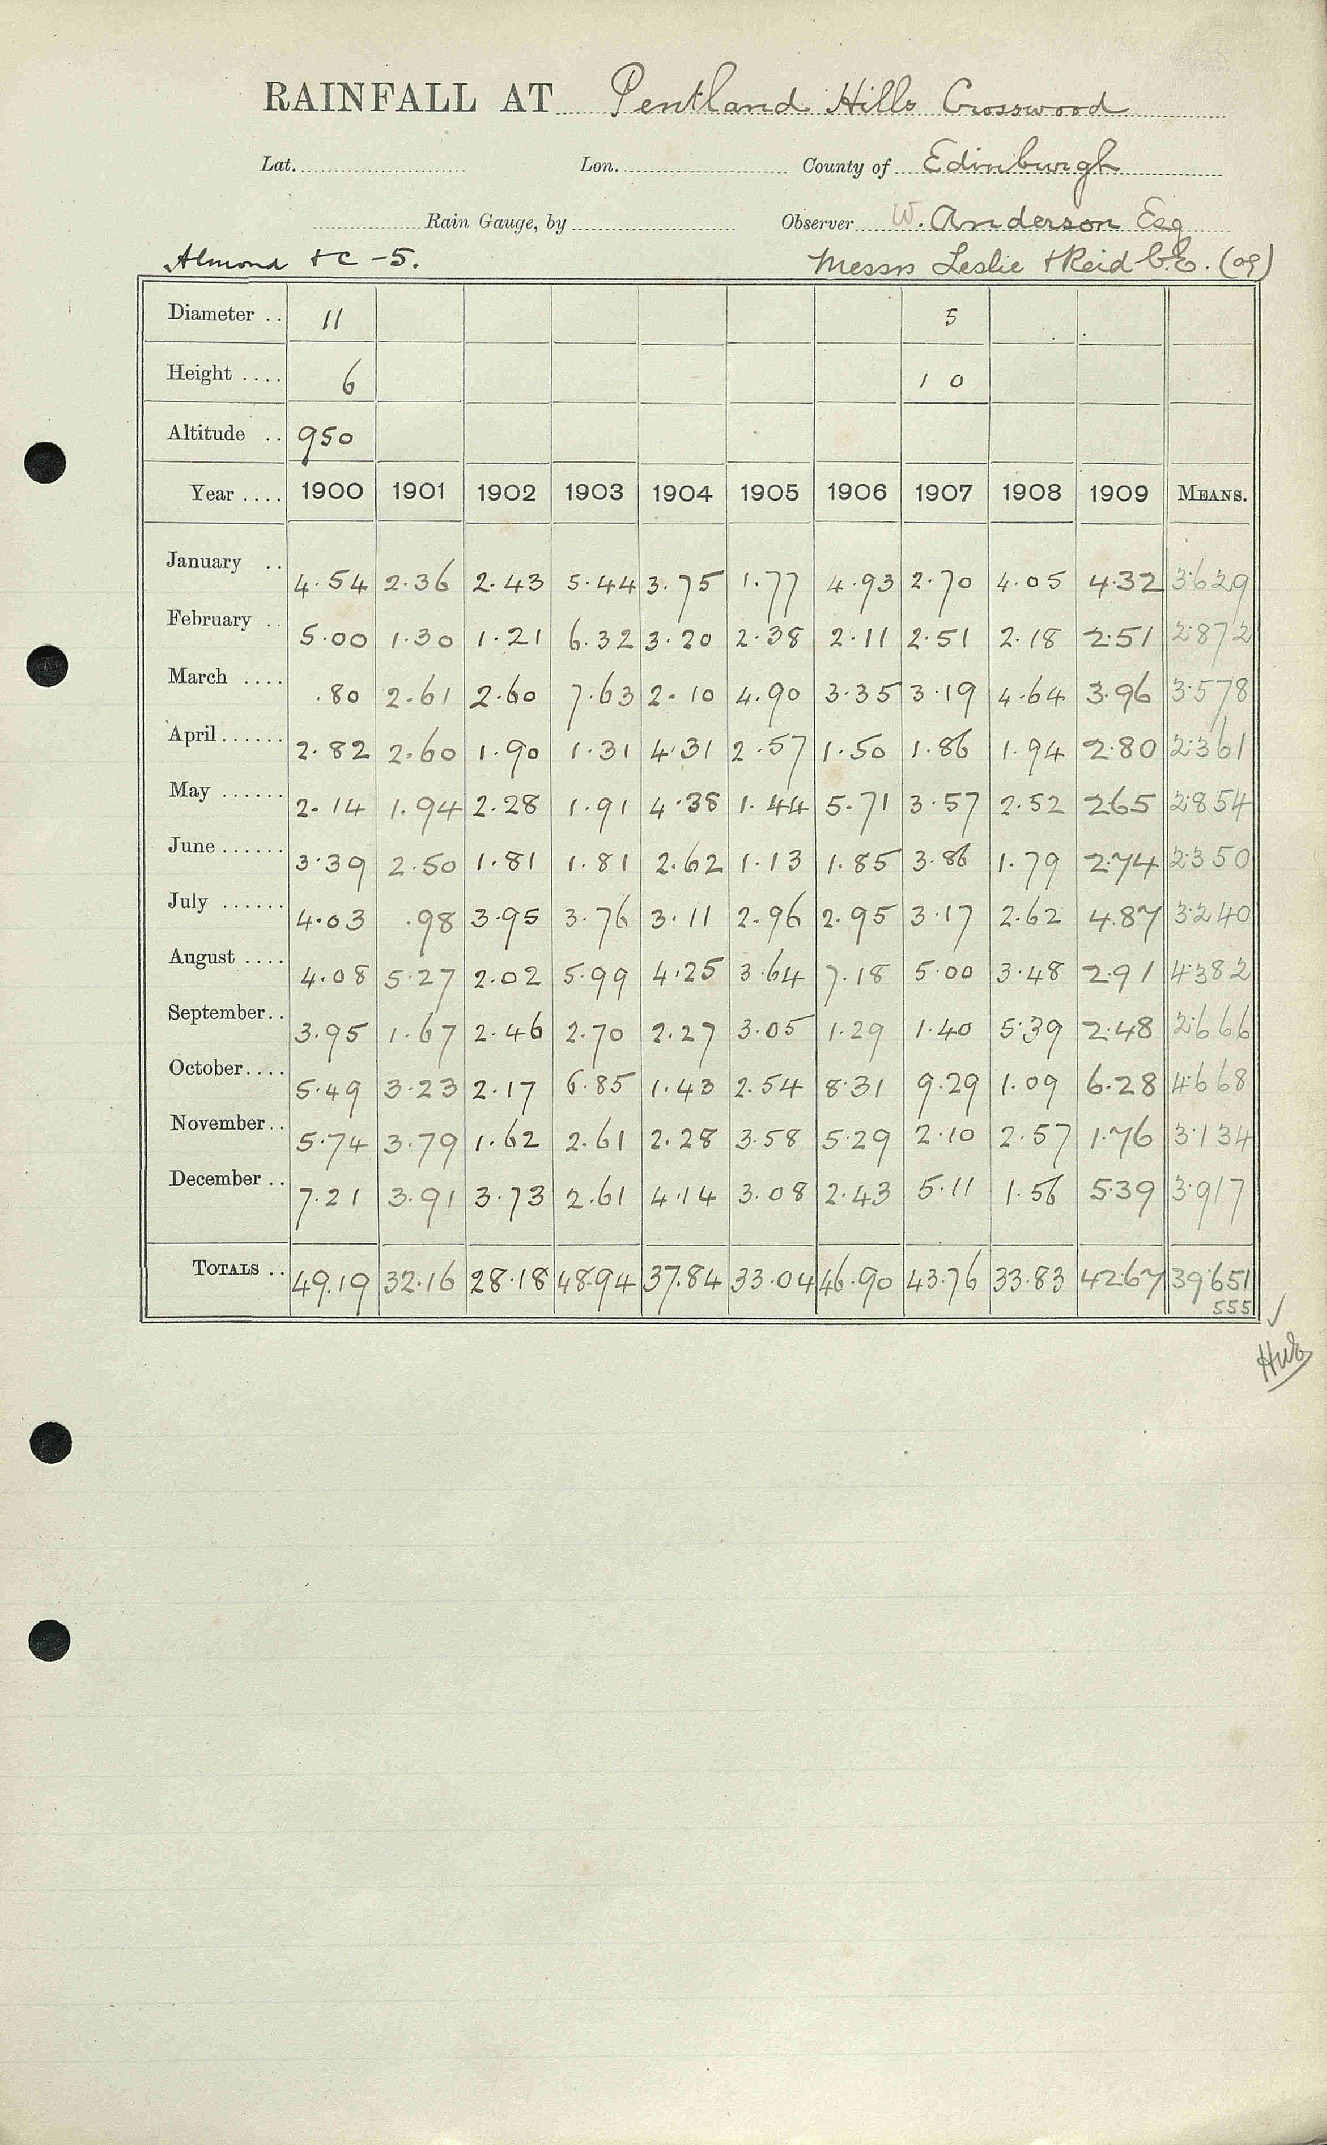 RAINFALL AT Pentland Hills Crosswood
Lat. Lon. County of Edinburgh
Rain Gauge, by Observer W. Anderson Esq
Almond + C -5. Messrs Leslie & Reid C.E. (09)
Diameter .. 11 5
Height .... 6 1 0
Altitude .. 950
Year .... 1900 1901 1902 1903 1904 1905 1906 1907 1908 1909 MEANS.
January .. 4.54 2.36 2.43 5.44 3.75 1.77 4.93 2.70 4.05 4.32 3.629
February .. 5.00 1.30 1.21 6.32 3.20 2.38 2.11 2.51 2.18 2.51 2.872
March .... .80 2.61 2.60 7.63 2.10 4.90 3.35 3.19 4.64 3.96 3.578
April ...... 2.82 2.60 1.90 1.31 4.31 2.57 1.50 1.86 1.94 2.80 2.361
May ...... 2.14 1.94 2.28 1.91 4.38 1.44 5.71 3.57 2.52 2.65 2.854
June ...... 3.39 2.50 1.81 1.81 2.62 1.13 1.85 3.86 1.79 2.74 2.350
July ...... 4.03 .98 3.95 3.76 3.11 2.96 2.95 3.17 2.62 4.87 3.240
August .... 4.08 5.27 2.02 5.99 4.25 3.64 7.18 5.00 3.48 2.91 4.382
September .. 3.95 1.67 2.46 2.70 2.27 3.05 1.29 1.40 5.39 2.48 2.666
October .... 5.49 3.23 2.17 6.85 1.43 2.54 8.31 9.29 1.09 6.28 4.668
November .. 5.74 3.79 1.62 2.61 2.28 3.58 5.29 2.10 2.57 1.76 3.134
December .. 7.21 3.91 3.73 2.61 4.14 3.08 2.43 5.11 1.56 5.39 3.917
TOTALS .. 49.19 32.16 28.18 48.94 37.84 33.04 46.90 43.76 33.83 42.67 39.651
555